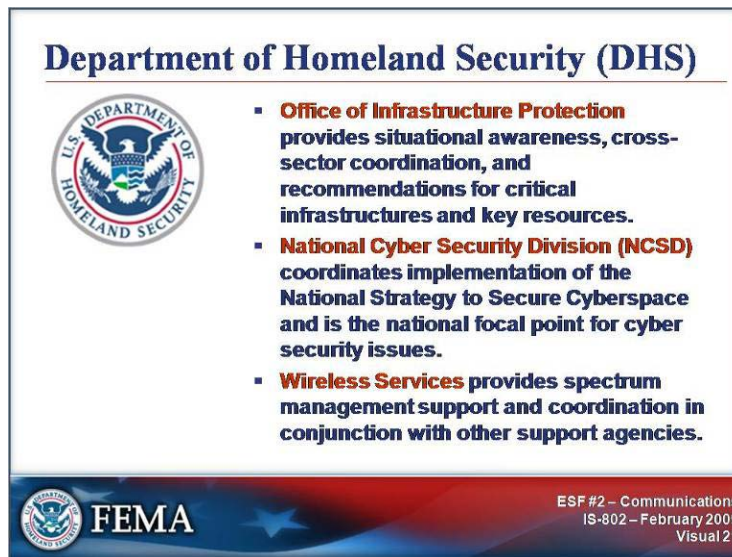 Department of Homeland Security (DHS)
U.S. DEPARTMENT OF
HOMELAND SECURITY
▪ Office of Infrastructure Protection
provides situational awareness, cross-
sector coordination, and
recommendations for critical
infrastructures and key resources.
▪ National Cyber Security Division (NCSD)
coordinates implementation of the
National Strategy to Secure Cyberspace
and is the national focal point for cyber
security issues.
▪ Wireless Services provides spectrum
management support and coordination in
conjunction with other support agencies.
FEMA
ESF #2 – Communication
IS-802 – February 200
Visual 2